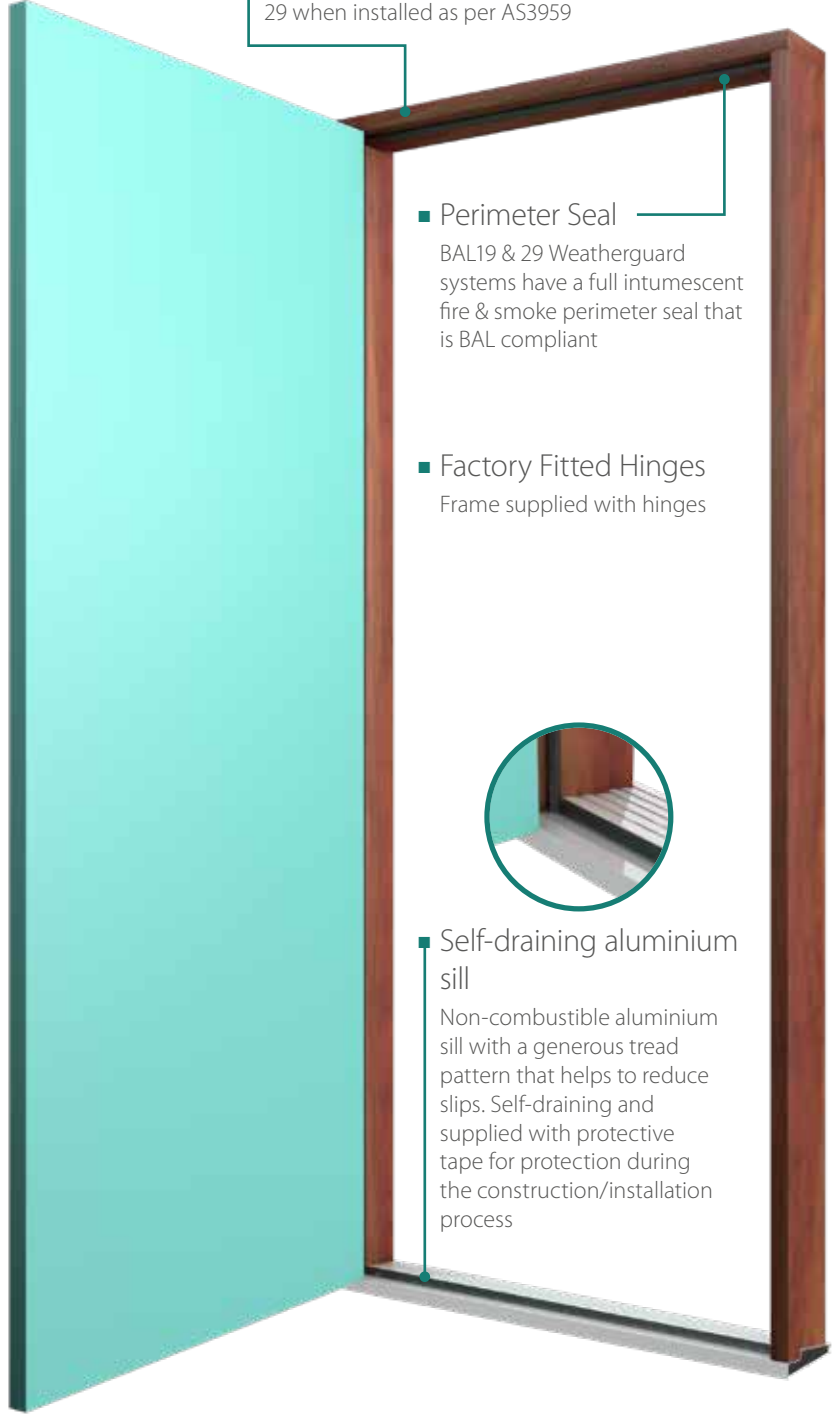 29 when installed as per AS3959
Perimeter Seal
BAL19 & 29 Weatherguard
systems have a full intumescent
fire & smoke perimeter seal that
is BAL compliant
Factory Fitted Hinges
Frame supplied with hinges
Self-draining aluminium
sill
Non-combustible aluminium
sill with a generous tread
pattern that helps to reduce
slips. Self-draining and
supplied with protective
tape for protection during
the construction/installation
process